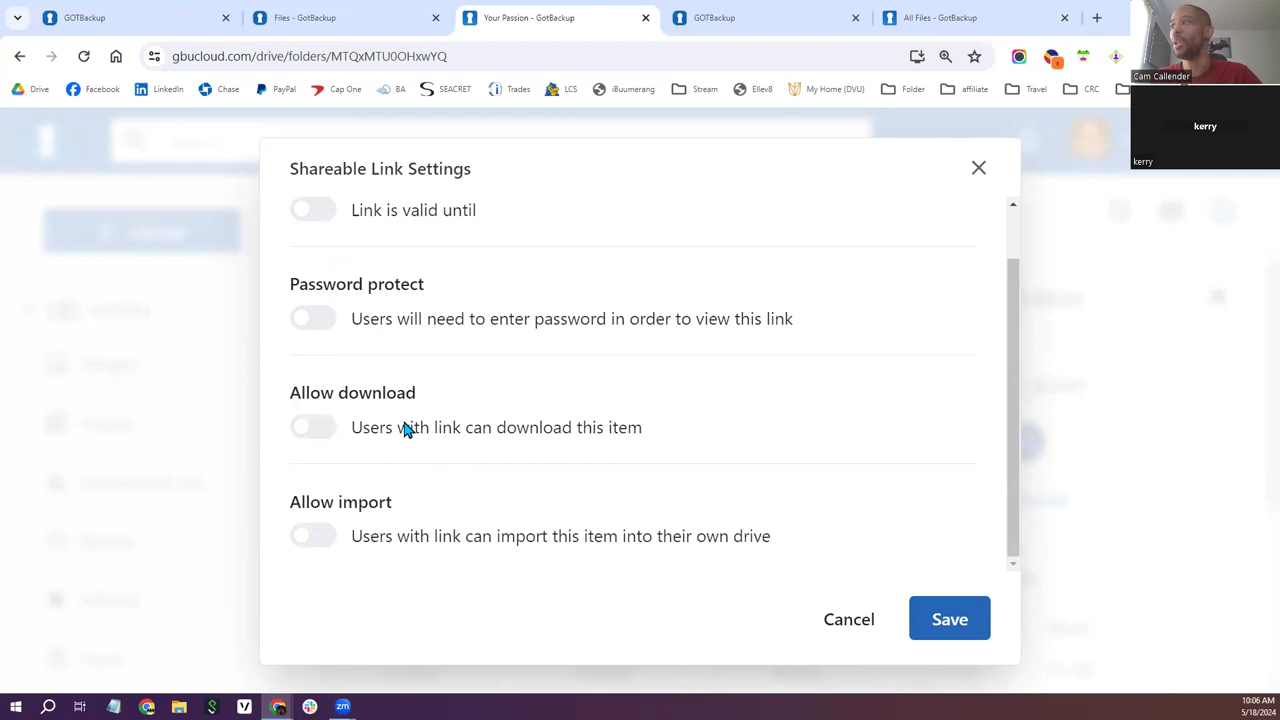 GOTBackup
Files - GotBackup
Your Passion - GotBackup
GOTBackup
All Files - GotBackup
gbucloud.com/drive/folders/MTQxMTU0OHxwYQ
1
Drive
Facebook
LinkedIn
Chase
PayPal
Cap One
BA
SEACRET
Trades
LCS
iBuumerang
Stream
Ellev8
My Home (DVU)
Folder
affiliate
Travel
CRC
Cam Callender
kerry
kerry
Shareable Link Settings
Link is valid until
Password protect
Users will need to enter password in order to view this link
Allow download
Users with link can download this item
Allow import
Users with link can import this item into their own drive
Cancel
Save
10:06 AM
5/18/2024